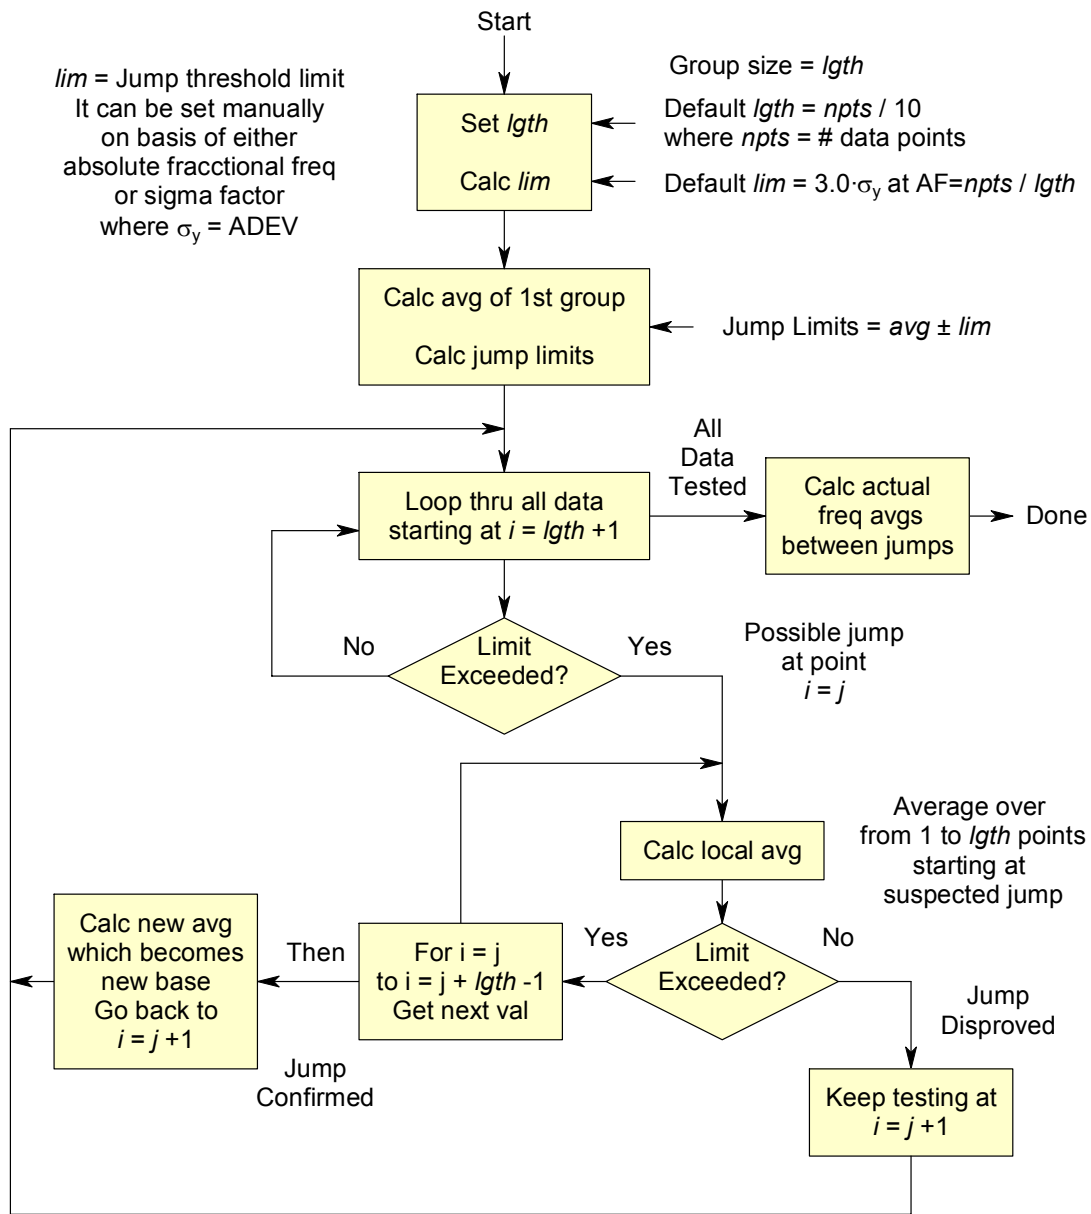 Start
lim = Jump threshold limit
It can be set manually
on basis of either
absolute fracctional freq
or sigma factor
where σy = ADEV
Set lgth
Calc lim
Group size = lgth
Default lgth = npts / 10
where npts = # data points
Default lim = 3.0·σy at AF=npts / lgth
Calc avg of 1st group
Calc jump limits
Jump Limits = avg ± lim
Loop thru all data
starting at i = lgth +1
All
Data
Tested
Calc actual
freq avgs
between jumps
Done
No
Limit
Exceeded?
Yes
Possible jump
at point
i = j
Calc local avg
Average over
from 1 to lgth points
starting at
suspected jump
Calc new avg
which becomes
new base
Go back to
i = j +1
Then
For i = j
to i = j + lgth -1
Get next val
Yes
Limit
Exceeded?
No
Jump
Confirmed
Jump
Disproved
Keep testing at
i = j +1